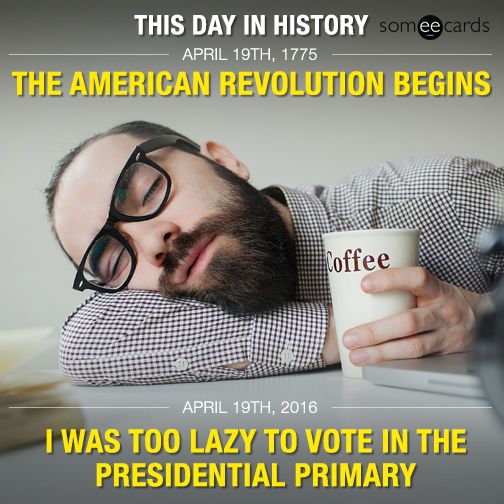 THIS DAY IN HISTORY
someecards
APRIL 19TH, 1775
THE AMERICAN REVOLUTION BEGINS
Coffee
APRIL 19TH, 2016
I WAS TOO LAZY TO VOTE IN THE
PRESIDENTIAL PRIMARY